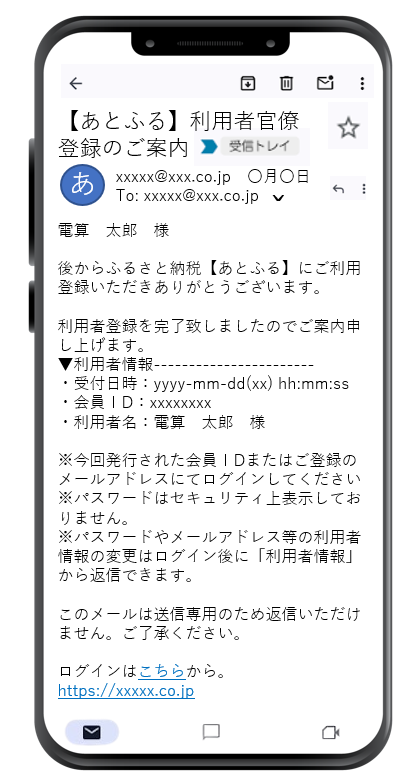 【あとふる】利用者官僚
登録のご案内 受信トレイ
あ
xxxxx@xxx.co.jp　〇月〇日
To: xxxxx@xxx.co.jp
電算　太郎　様
後からふるさと納税【あとふる】にご利用
登録いただきありがとうございます。
利用者登録を完了致しましたのでご案内申
し上げます。
▼利用者情報-----------------------
・受付日時：yyyy-mm-dd(xx) hh:mm:ss
・会員ＩＤ：xxxxxxxx
・利用者名：電算　太郎　様
※今回発行された会員ＩDまたはご登録の
メールアドレスにてログインしてください
※パスワードはセキュリティ上表示してお
りません。
※パスワードやメールアドレス等の利用者
情報の変更はログイン後に「利用者情報」
から返信できます。
このメールは送信専用のため返信いただけ
ません。ご了承ください。
ログインはこちらから。
https://xxxxx.co.jp